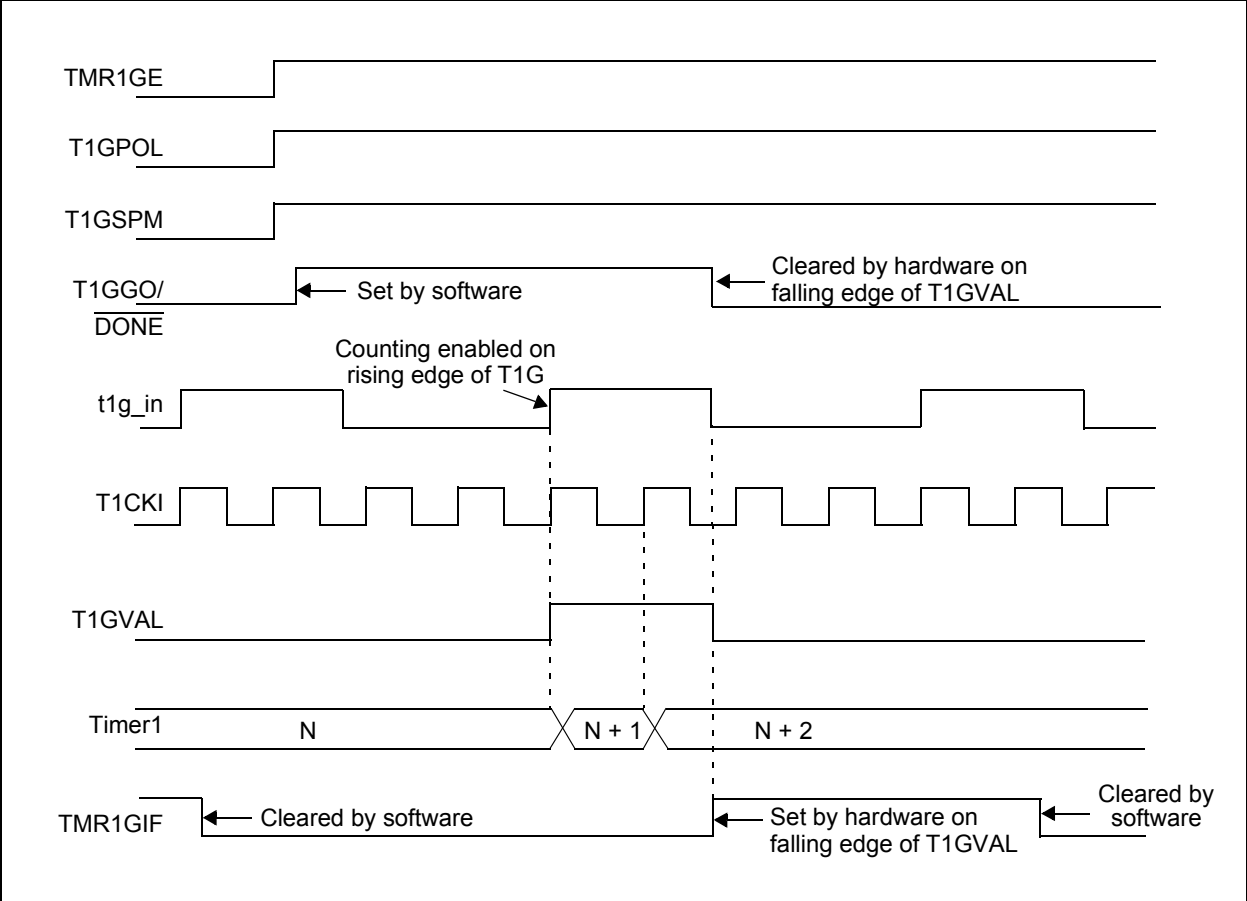 TMR1GE
T1GPOL
T1GSPM
T1GGO/
DONE
Set by software
Cleared by hardware on
falling edge of T1GVAL
Counting enabled on
rising edge of T1G
t1g_in
T1CKI
T1GVAL
Timer1
N
N + 1
N + 2
TMR1GIF
Cleared by software
Set by hardware on
falling edge of T1GVAL
Cleared by
software